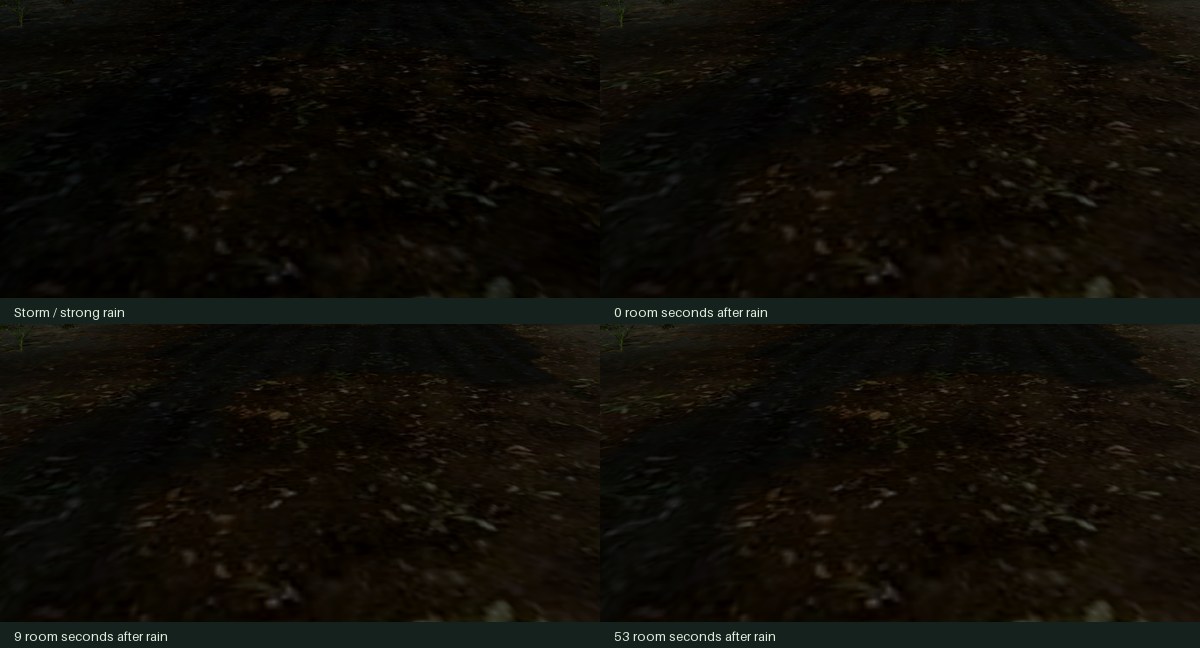 Storm / strong rain
0 room seconds after rain
9 room seconds after rain
53 room seconds after rain